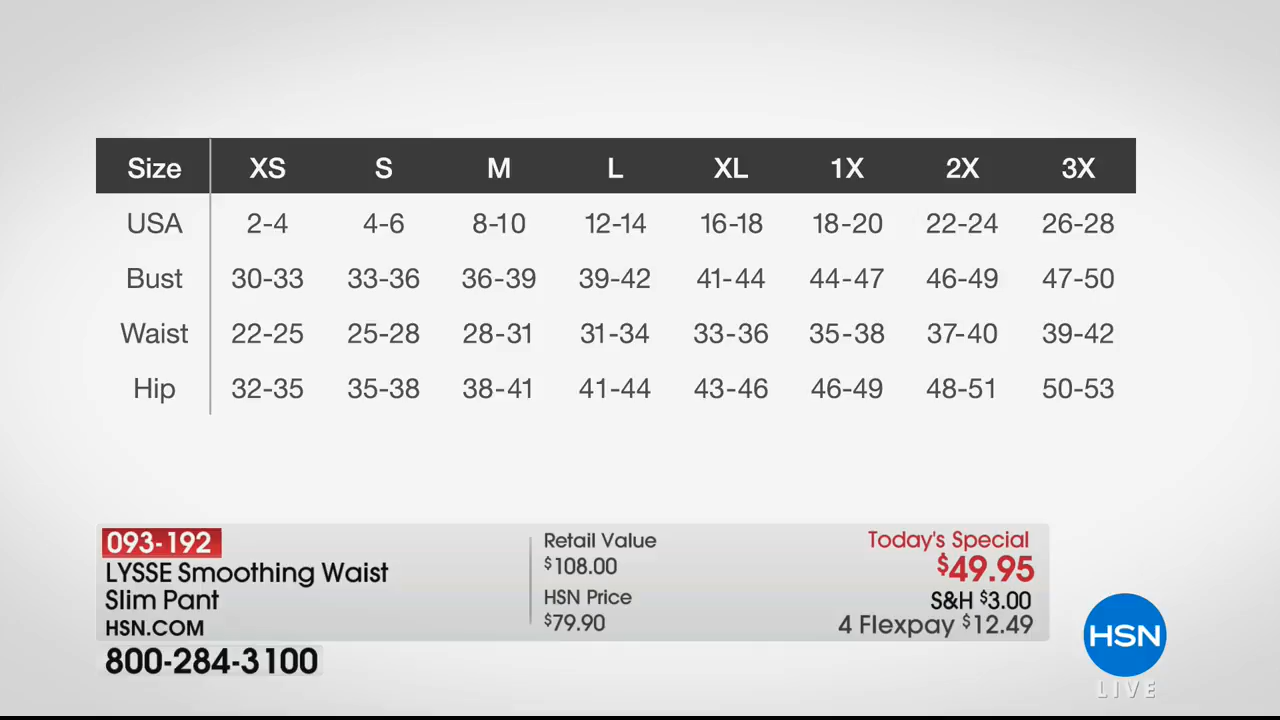 Size XS S M L XL 1X 2X 3X
USA 2-4 4-6 8-10 12-14 16-18 18-20 22-24 26-28
Bust 30-33 33-36 36-39 39-42 41-44 44-47 46-49 47-50
Waist 22-25 25-28 28-31 31-34 33-36 35-38 37-40 39-42
Hip 32-35 35-38 38-41 41-44 43-46 46-49 48-51 50-53
093-192
LYSSE Smoothing Waist
Slim Pant
HSN.COM
800-284-3100
Retail Value
$108.00
HSN Price
$79.90
Today's Special
$49.95
S&H $3.00
4 Flexpay $12.49
HSN
LIVE